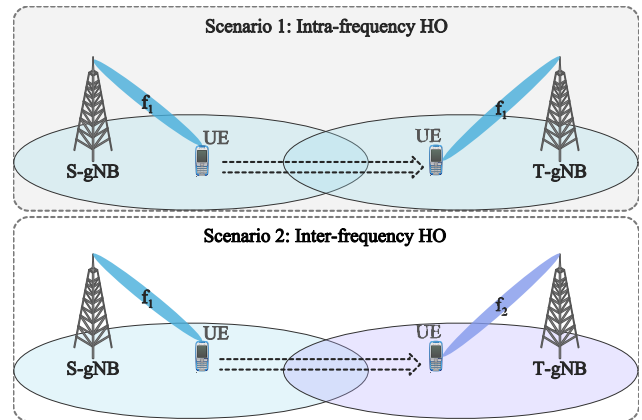 Scenario 1: Intra-frequency HO
f1
f1
UE
UE
S-gNB
T-gNB
Scenario 2: Inter-frequency HO
f1
f2
UE
UE
S-gNB
T-gNB